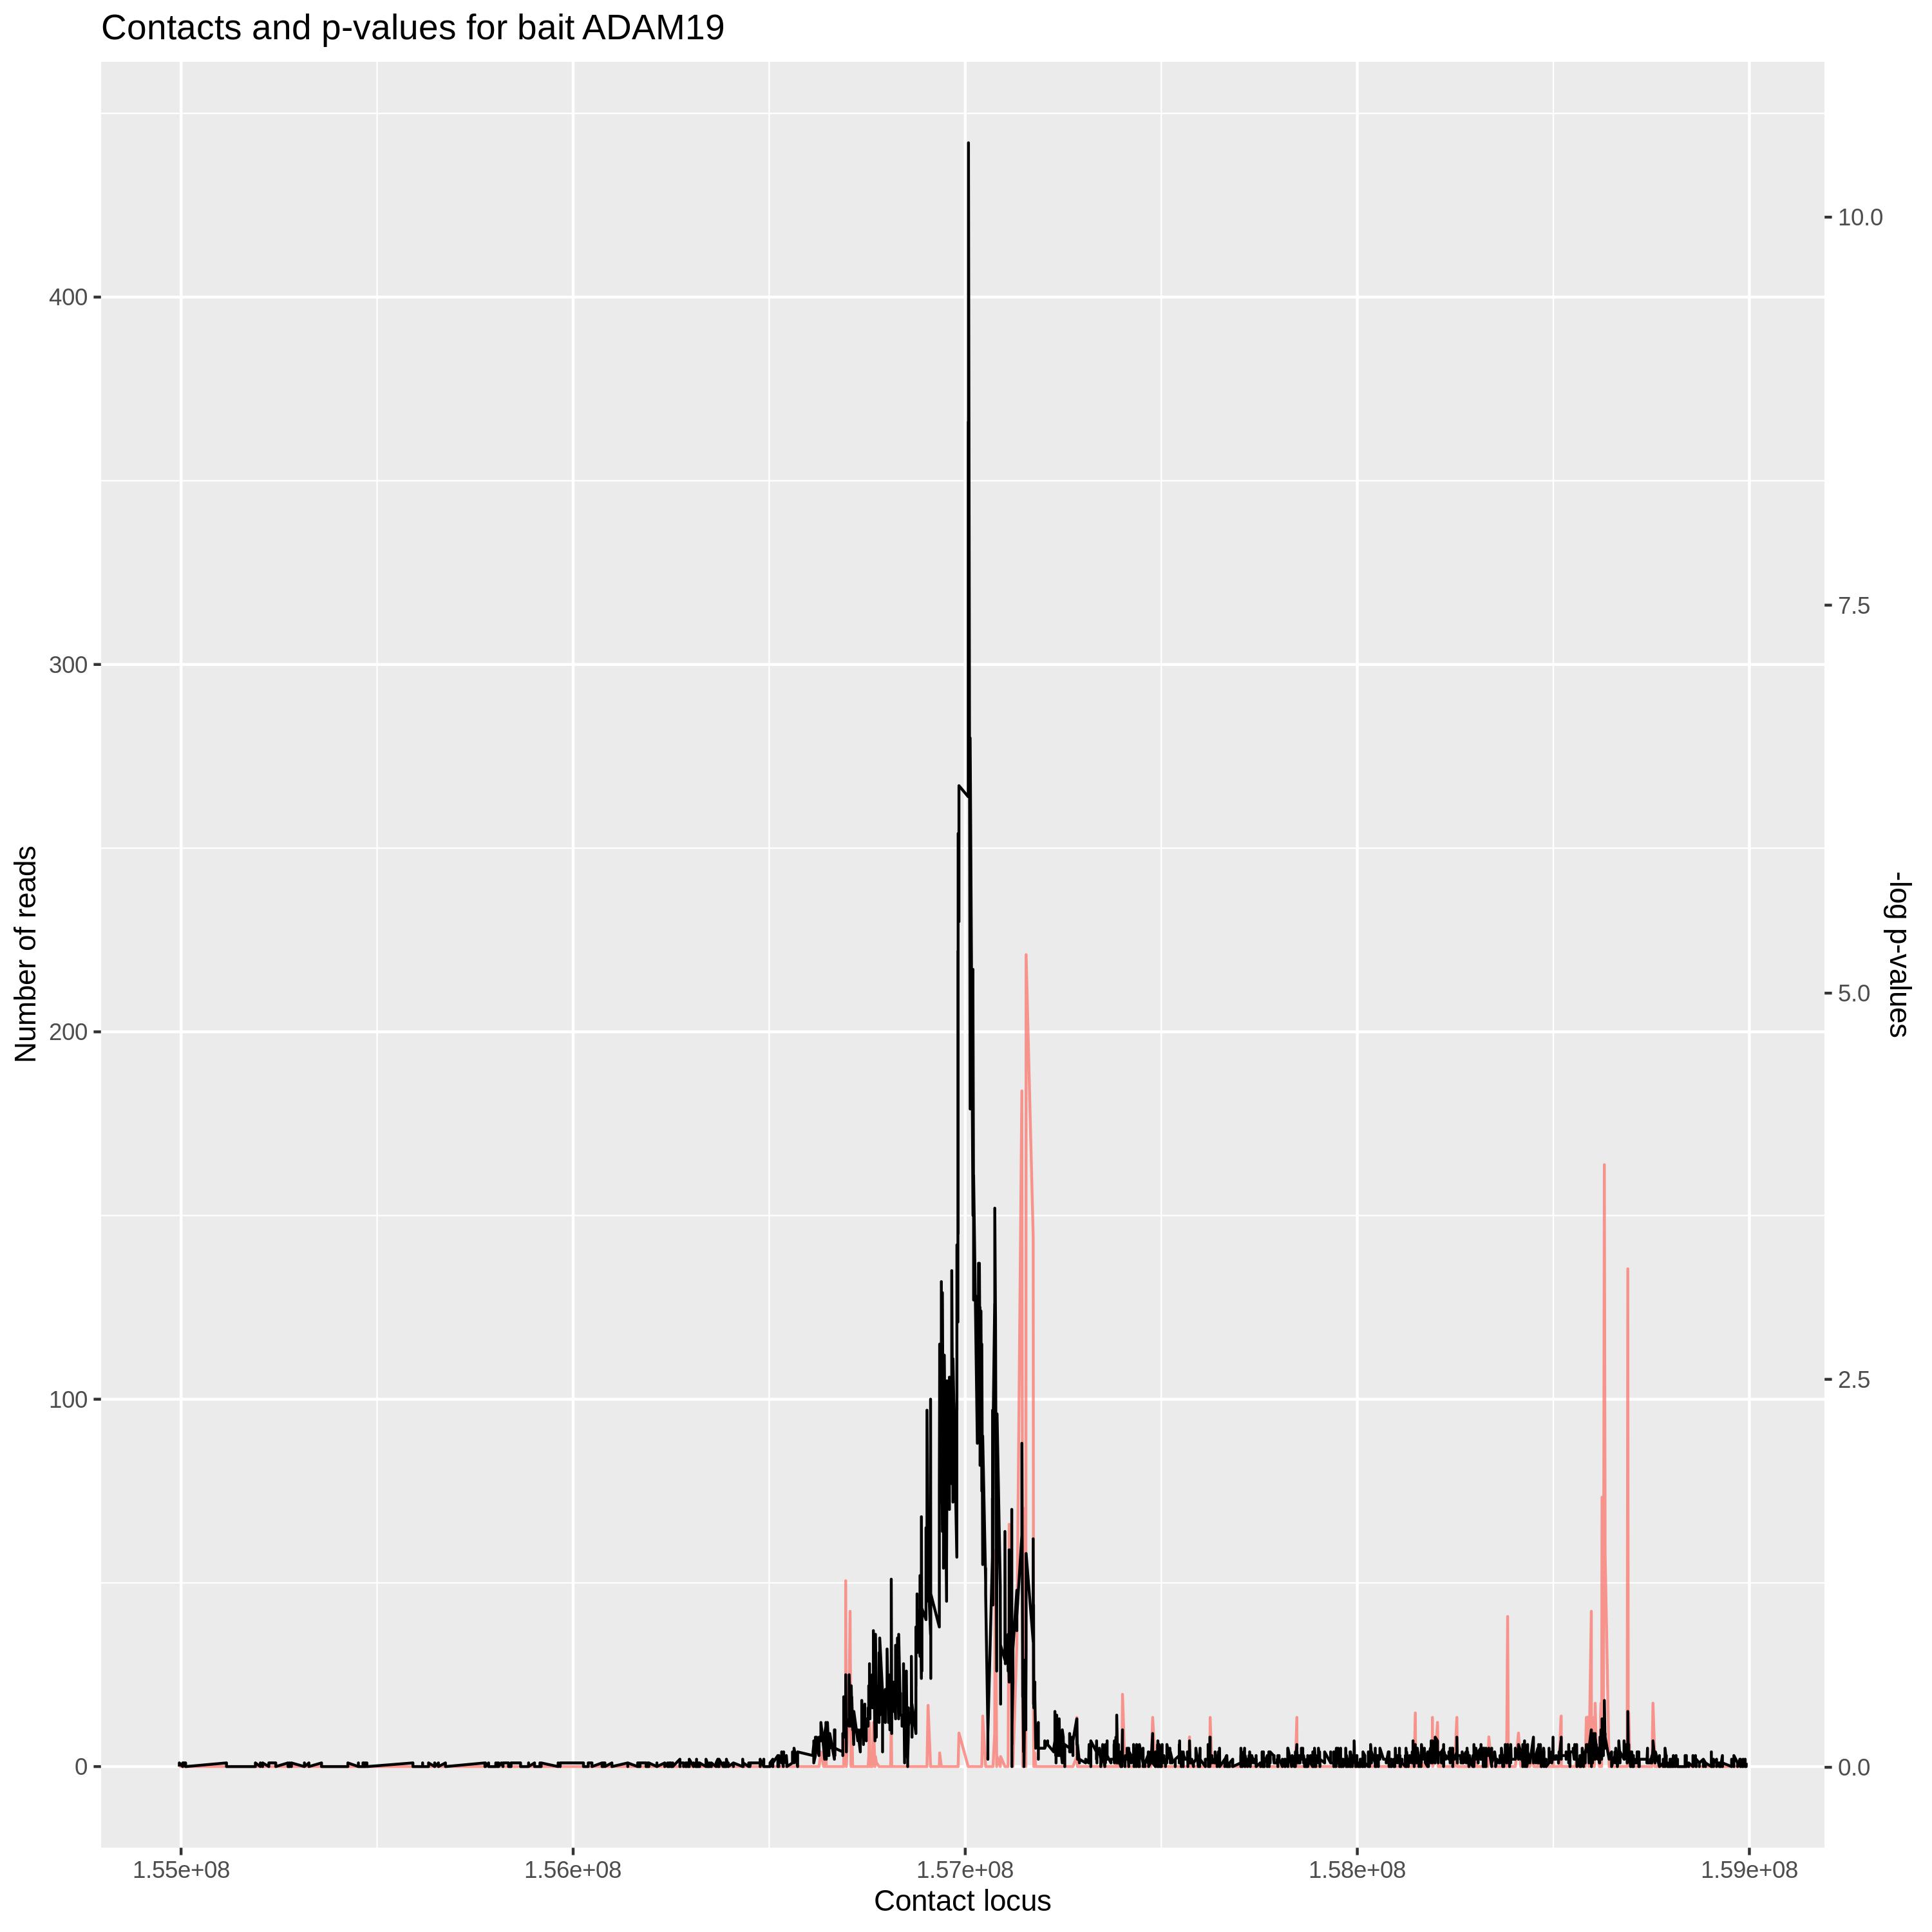 Contacts and p-values for bait ADAM19
Number of reads
400
300
200
100
0
10.0
7.5
5.0
2.5
0.0
-log p-values
1.55e+08
1.56e+08
1.57e+08
1.58e+08
1.59e+08
Contact locus